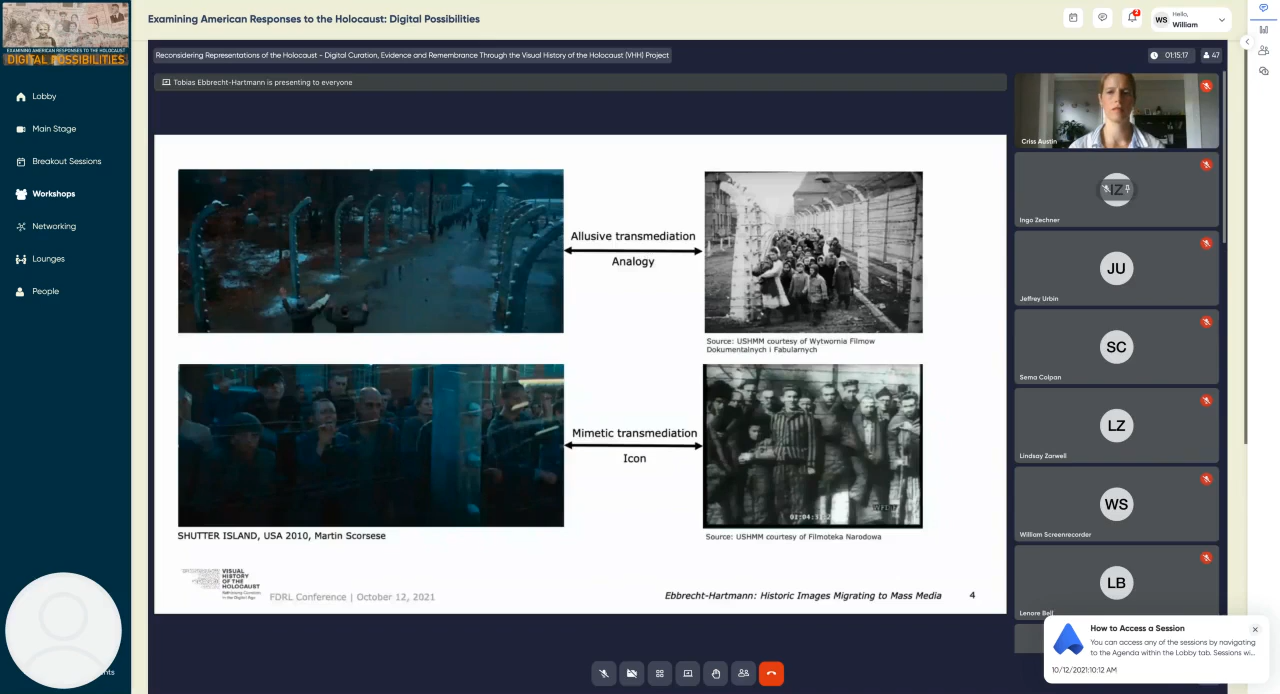 EXAMINING AMERICAN RESPONSES TO THE HOLOCAUST
DIGITAL POSSIBILITIES
Lobby
Main Stage
Breakout Sessions
Workshops
Networking
Lounges
People
nts
Examining American Responses to the Holocaust: Digital Possibilities
2
WS
Hello,
William
Reconsidering Representations of the Holocaust - Digital Curation, Evidence and Remembrance Through the Visual History of the Holocaust (VHH) Project
01:15:17
47
Tobias Ebbrecht-Hartmann is presenting to everyone
Allusive transmediation
Analogy
Source: USHMM courtesy of Wytwornia Filmow
Dokumentalnych i Fabularnych
Mimetic transmediation
Icon
SHUTTER ISLAND, USA 2010, Martin Scorsese
Source: USHMM courtesy of Filmoteka Narodowa
VISUAL
HISTORY
OF THE
HOLOCAUST
FDRL Conference | October 12, 2021
Ebbrecht-Hartmann: Historic Images Migrating to Mass Media
4
Criss Austin
IZ
Ingo Zechner
JU
Jeffrey Urbin
SC
Sema Colpan
LZ
Lindsay Zarwell
WS
William Screenrecorder
LB
Lenore Bell
How to Access a Session
You can access any of the sessions by navigating
to the Agenda within the Lobby tab. Sessions wi...
10/12/2021:10:12 AM